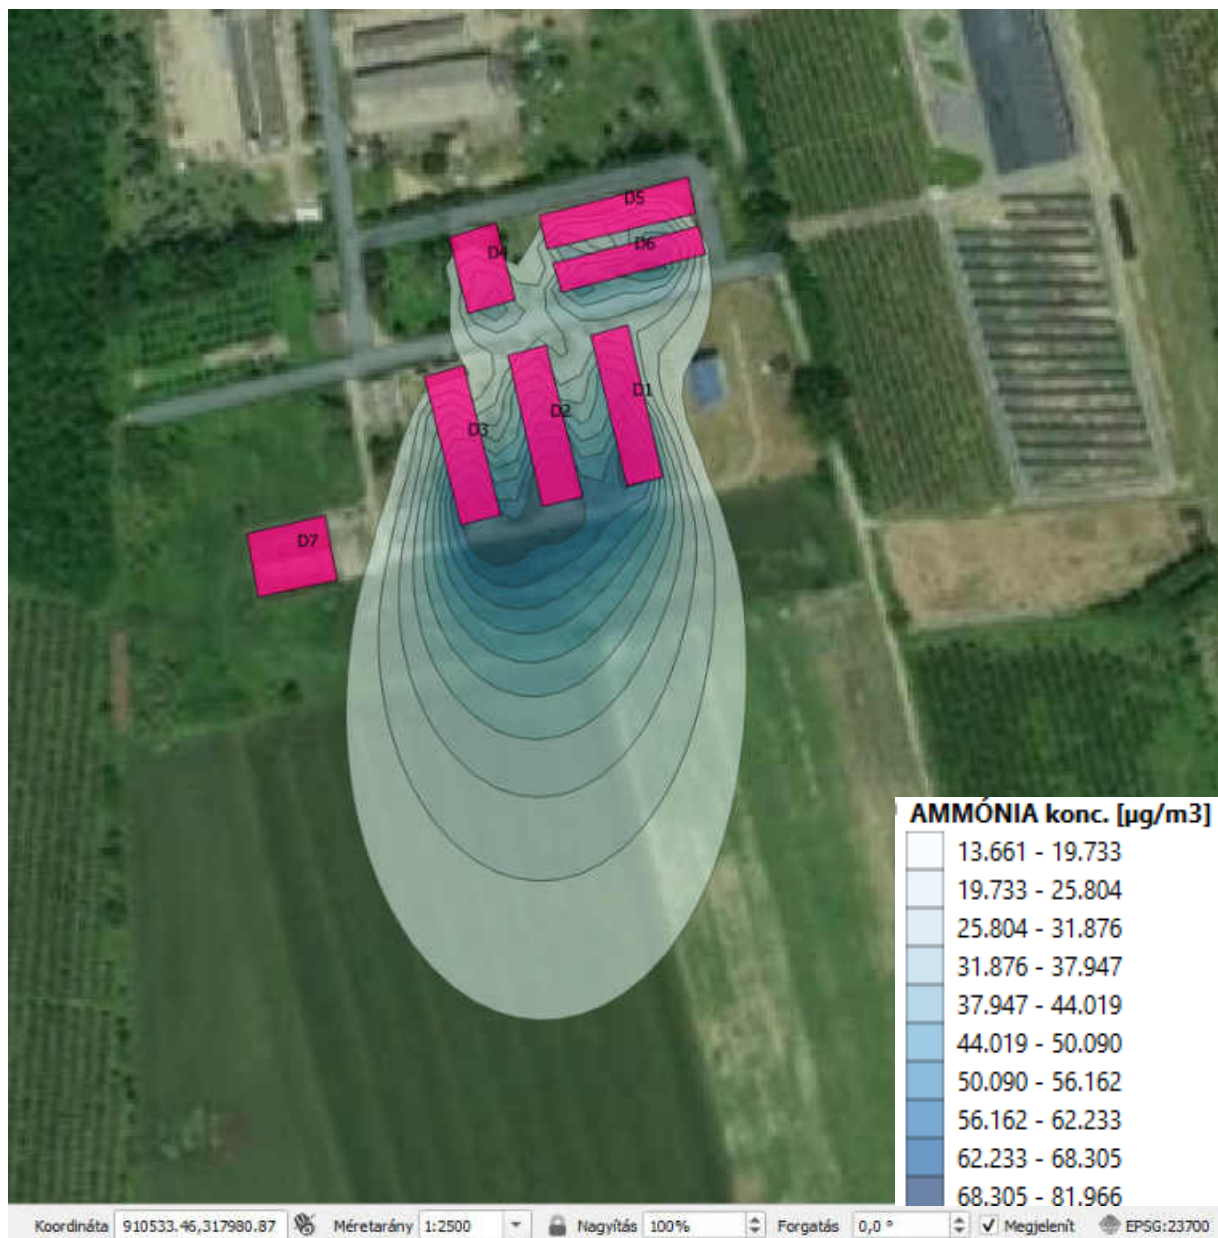 D5
D4
D6
D1
D2
D3
D7
AMMÓNIA konc. [µg/m3]
13.661 - 19.733
19.733 - 25.804
25.804 - 31.876
31.876 - 37.947
37.947 - 44.019
44.019 - 50.090
50.090 - 56.162
56.162 - 62.233
62.233 - 68.305
68.305 - 81.966
Koordináta 910533.46,317980.87 Méretarány 1:2500 Nagyítás 100% Forgatás 0,0 ° Megjelenít EPSG:23700